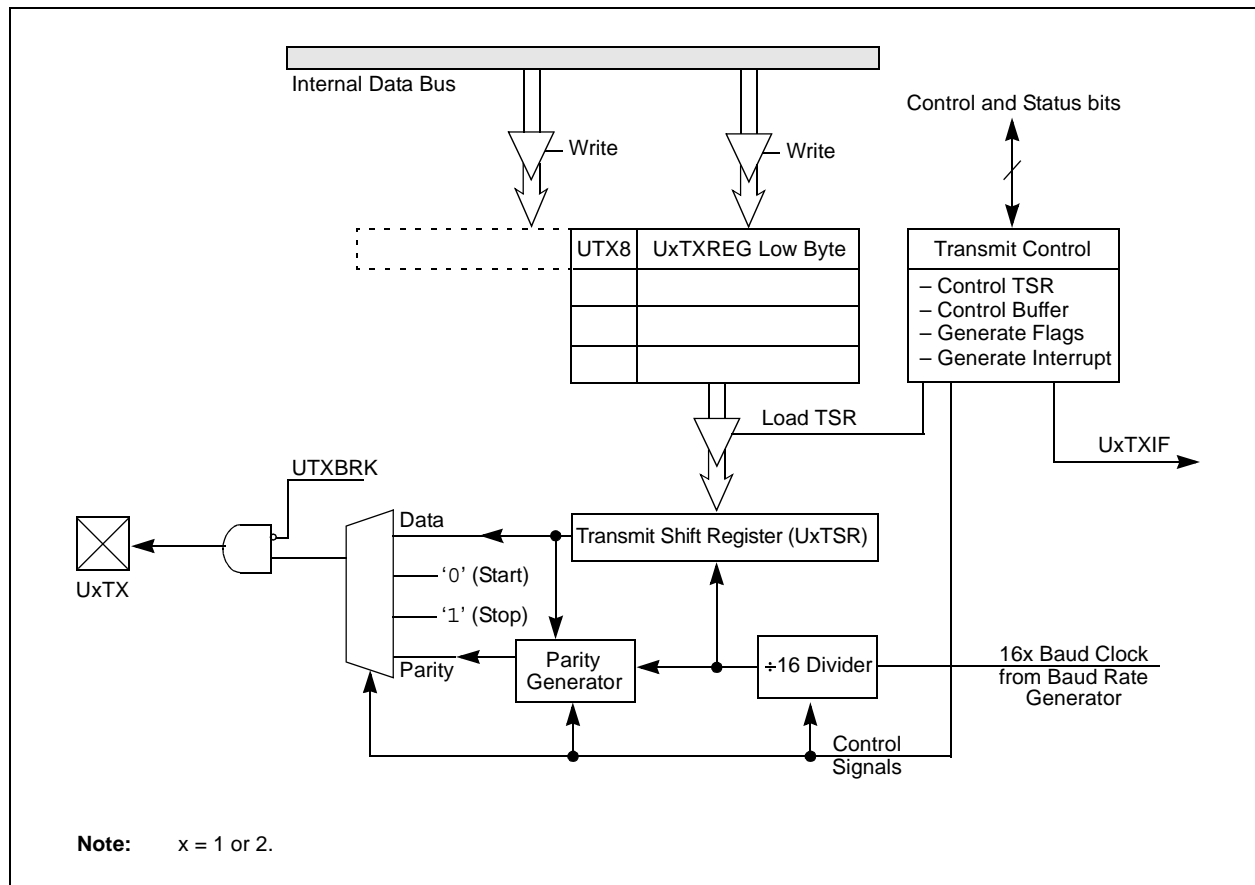 Internal Data Bus
Control and Status bits
Write
Write
UTX8
UxTXREG Low Byte
Transmit Control
– Control TSR
– Control Buffer
– Generate Flags
– Generate Interrupt
Load TSR
UxTXIF
UTXBRK
Data
Transmit Shift Register (UxTSR)
UxTX
‘0’ (Start)
‘1’ (Stop)
Parity
Parity
Generator
÷16 Divider
16x Baud Clock
from Baud Rate
Generator
Control
Signals
Note: x = 1 or 2.